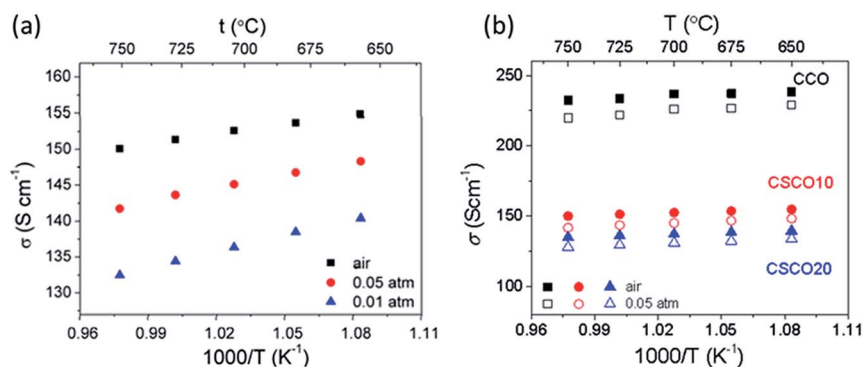 (a)
t (°C)
750 725 700 675 650
160
155
150
145
140
135
130
σ (S cm⁻¹)
air
0.05 atm
0.01 atm
0.96 0.99 1.02 1.05 1.08 1.11
1000/T (K⁻¹)
(b)
T (°C)
750 725 700 675 650
250
200
150
100
σ (Scm⁻¹)
CCO
CSCO10
CSCO20
air
0.05 atm
0.96 0.99 1.02 1.05 1.08 1.11
1000/T (K⁻¹)